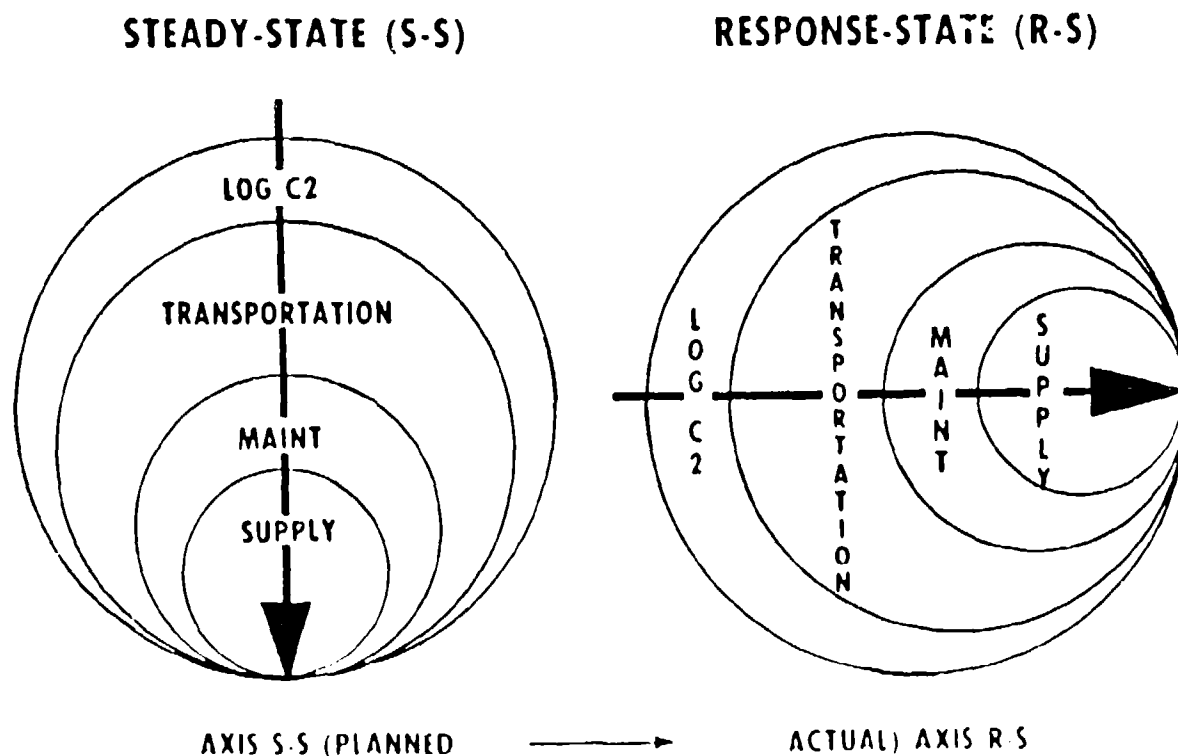 STEADY-STATE (S-S)
LOG C2
TRANSPORTATION
MAINT
SUPPLY
RESPONSE-STATE (R-S)
LOG C2
TRANSPORTATION
MAINT
SUPPLY
AXIS S-S (PLANNED
ACTUAL) AXIS R-S